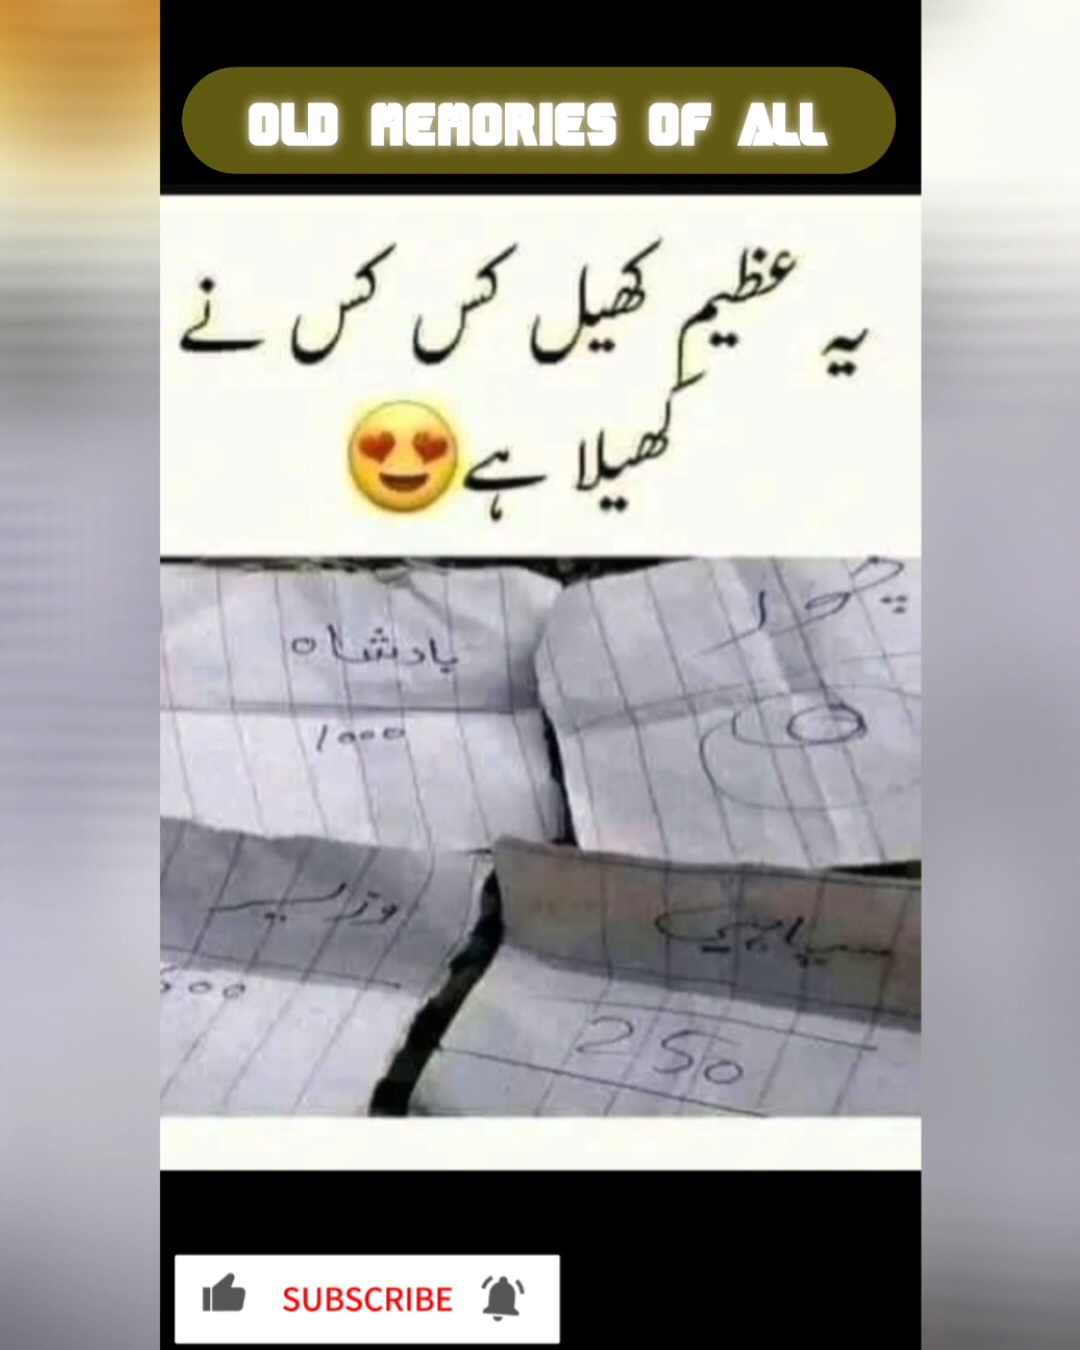 OLD MEMORIES OF ALL
یہ عظیم کھیل کس کس نے
کھیلا ہے😍
بادشاہ
1000
چور
0
وزیر
500
سپاہی
250
SUBSCRIBE